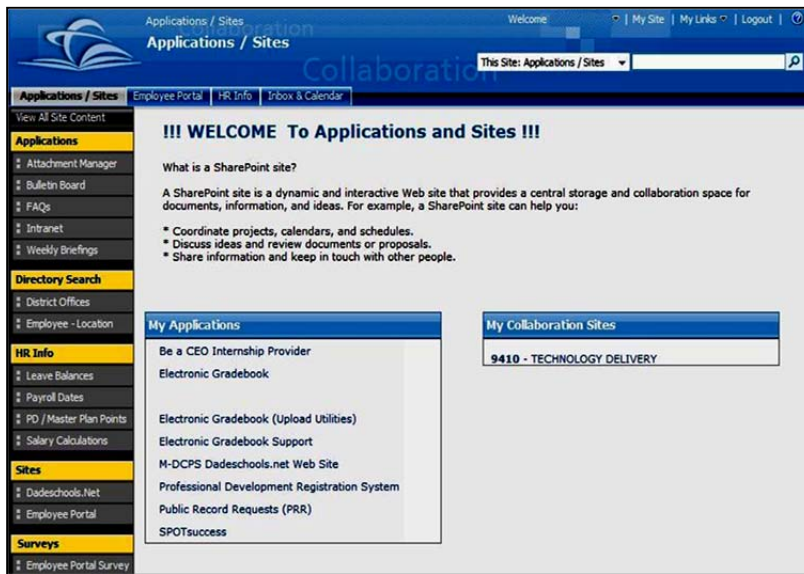 Applications / Sites
Welcome | My Site | My Links | Logout |
Applications / Sites
Collaboration
Collaboration
This Site: Applications / Sites
Applications / Sites Employee Portal HR Info Inbox & Calendar
View All Site Content
Applications
Attachment Manager
Bulletin Board
FAQs
Intranet
Weekly Briefings
Directory Search
District Offices
Employee - Location
HR Info
Leave Balances
Payroll Dates
PD / Master Plan Points
Salary Calculations
Sites
Dadeschools.Net
Employee Portal
Surveys
Employee Portal Survey
!!! WELCOME To Applications and Sites !!!
What is a SharePoint site?
A SharePoint site is a dynamic and interactive Web site that provides a central storage and collaboration space for
documents, information, and ideas. For example, a SharePoint site can help you:
* Coordinate projects, calendars, and schedules.
* Discuss ideas and review documents or proposals.
* Share information and keep in touch with other people.
My Applications
Be a CEO Internship Provider
Electronic Gradebook
Electronic Gradebook (Upload Utilities)
Electronic Gradebook Support
M-DCPS Dadeschools.net Web Site
Professional Development Registration System
Public Record Requests (PRR)
SPOTsuccess
My Collaboration Sites
9410 - TECHNOLOGY DELIVERY